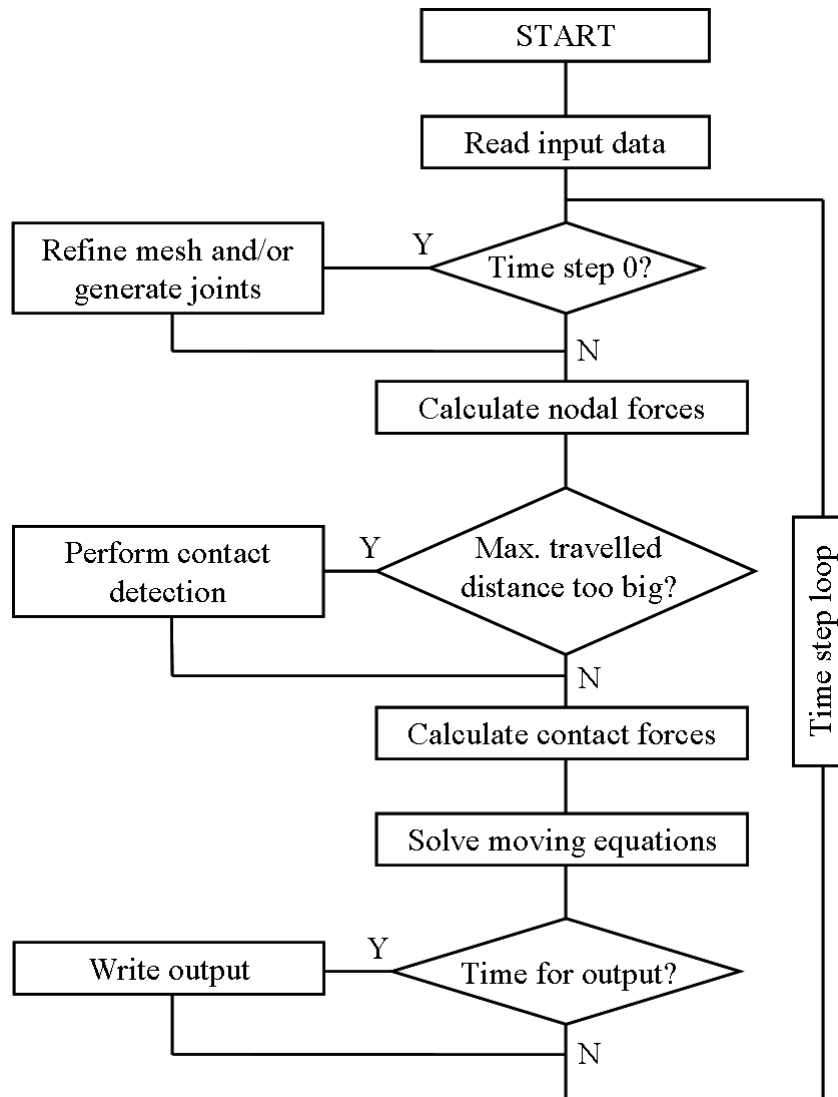 START
Read input data
Time step 0?
Y
Refine mesh and/or
generate joints
N
Calculate nodal forces
Max. travelled
distance too big?
Y
Perform contact
detection
N
Calculate contact forces
Solve moving equations
Time for output?
Y
Write output
N
Time step loop